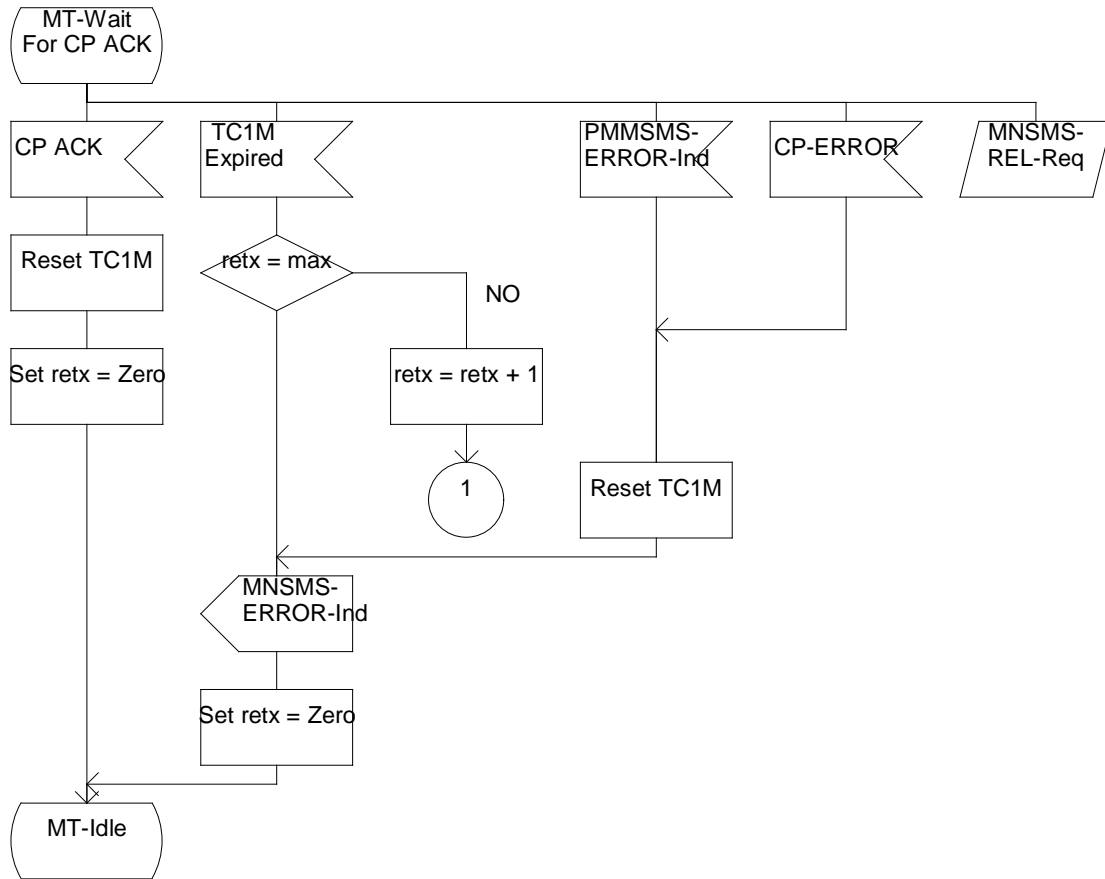 MT-Wait
For CP ACK
CP ACK
TC1M
Expired
PMMSMS-
ERROR-Ind
CP-ERROR
MNSMS-
REL-Req
Reset TC1M
retx = max
NO
Set retx = Zero
retx = retx + 1
1
Reset TC1M
MNSMS-
ERROR-Ind
Set retx = Zero
MT-Idle